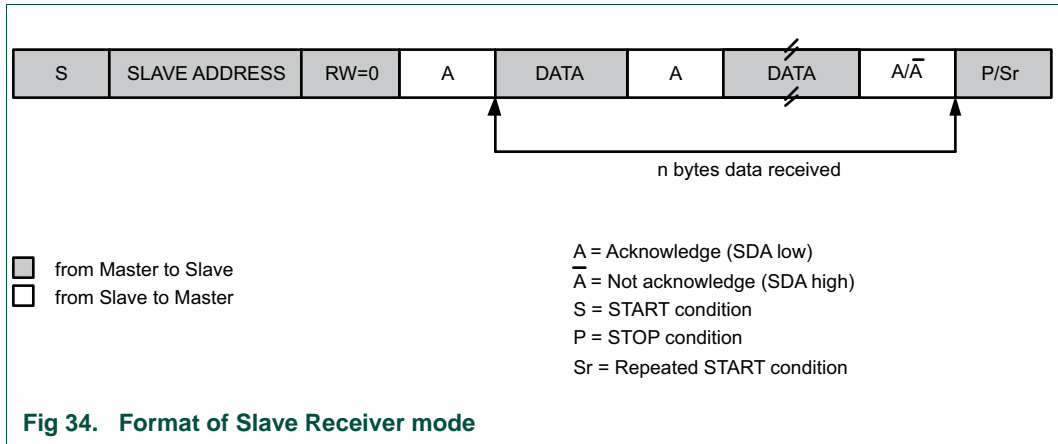 S SLAVE ADDRESS RW=0 A DATA A DATA A/A̅ P/Sr
n bytes data received
from Master to Slave
from Slave to Master
A = Acknowledge (SDA low)
A̅ = Not acknowledge (SDA high)
S = START condition
P = STOP condition
Sr = Repeated START condition
Fig 34. Format of Slave Receiver mode